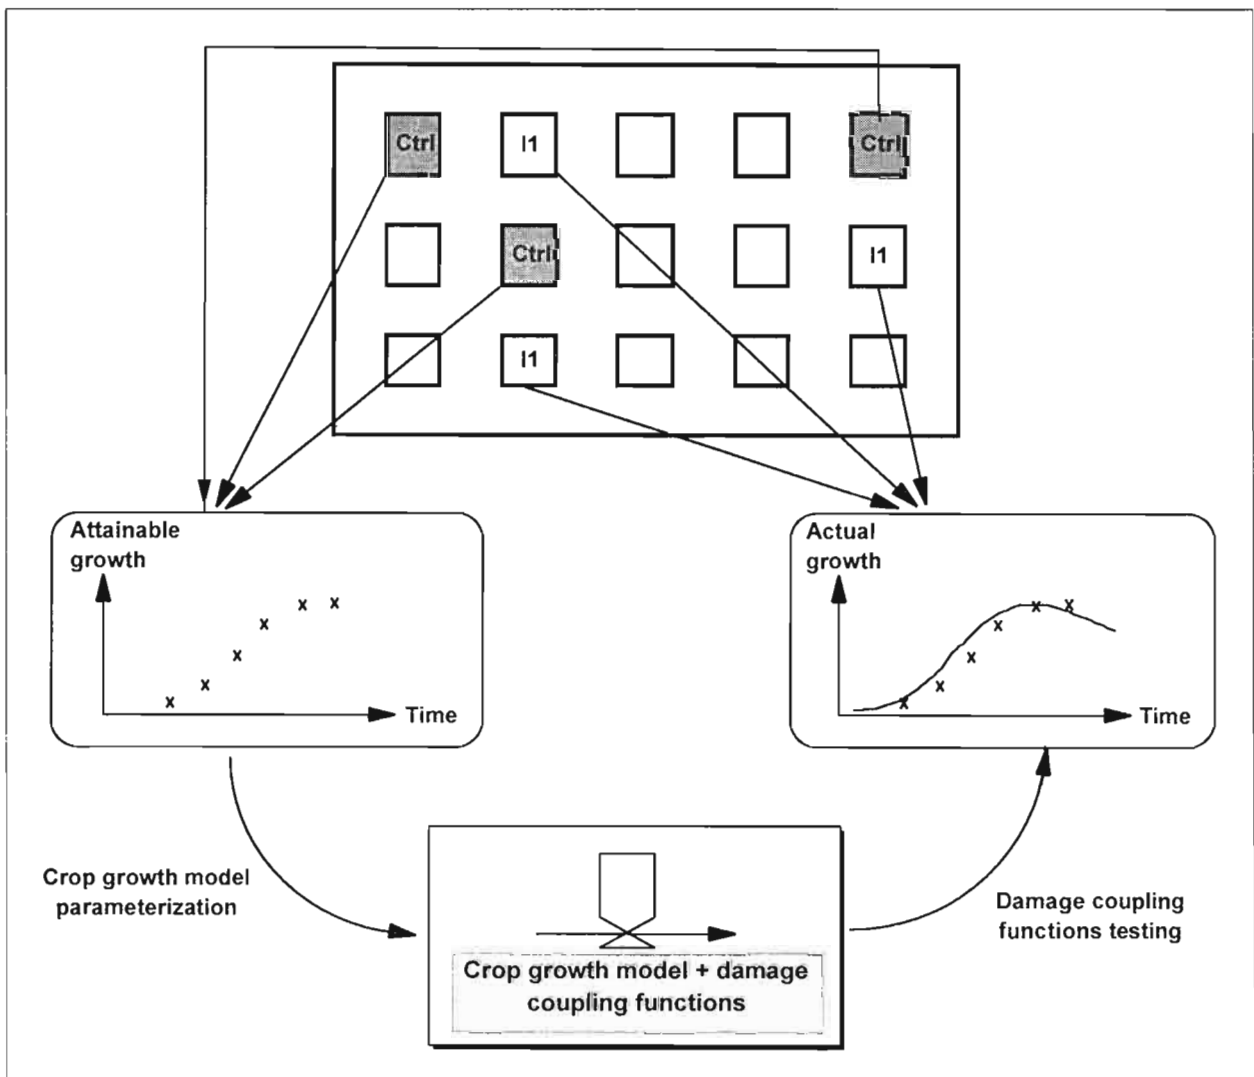 Ctrl I1 Ctrl
Ctrl I1
I1
Attainable
growth
Time
Actual
growth
Time
Crop growth model
parameterization
Damage coupling
functions testing
Crop growth model + damage
coupling functions